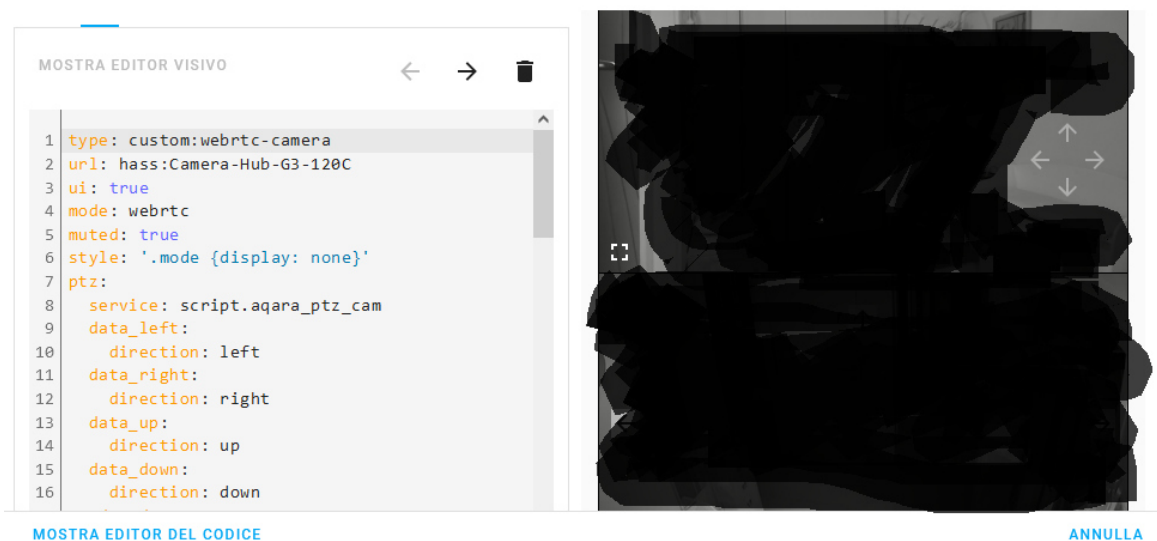 MOSTRA EDITOR VISIVO
1 type: custom:webrtc-camera
2 url: hass:Camera-Hub-G3-120C
3 ui: true
4 mode: webrtc
5 muted: true
6 style: '.mode {display: none}'
7 ptz:
8 service: script.aqara_ptz_cam
9 data_left:
10 direction: left
11 data_right:
12 direction: right
13 data_up:
14 direction: up
15 data_down:
16 direction: down
MOSTRA EDITOR DEL CODICE
ANNULLA